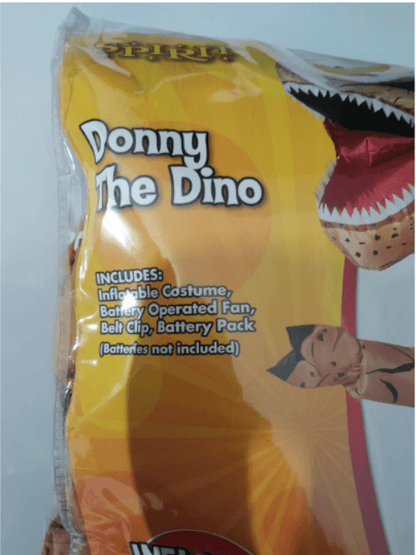 Donny
The Dino
INCLUDES:
Inflatable Costume,
Battery Operated Fan,
Belt Clip, Battery Pack
(Batteries not included)